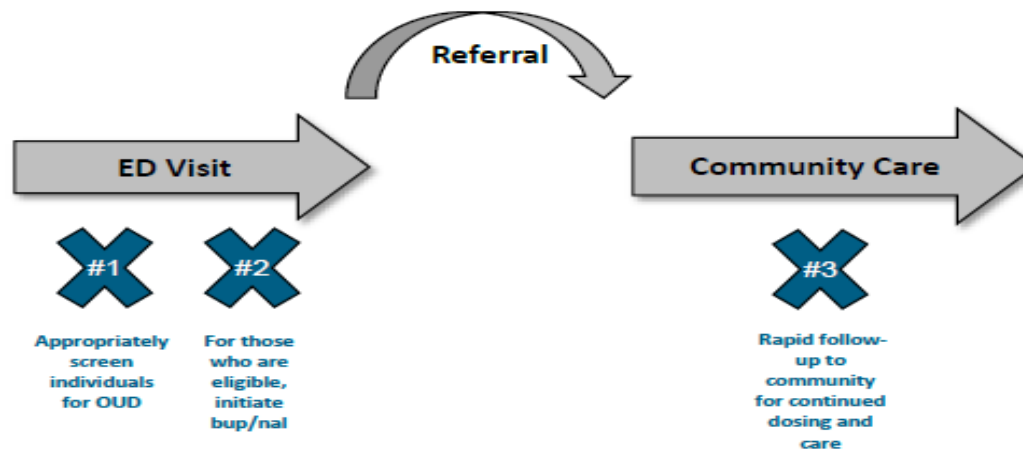 Referral
ED Visit
Community Care
#1
#2
#3
Appropriately
screen
individuals
for OUD
For those
who are
eligible,
initiate
bup/nal
Rapid follow-
up to
community
for continued
dosing and
care